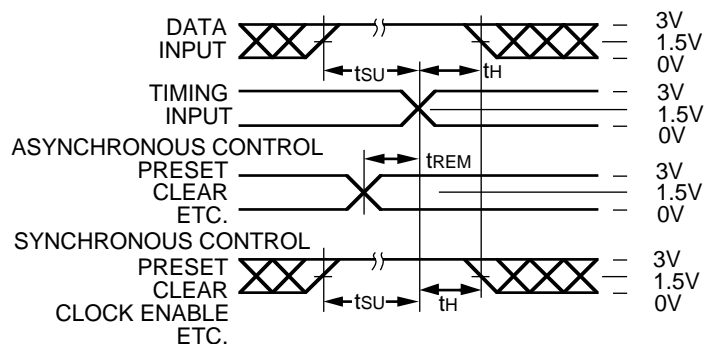 DATA
INPUT
tSU
tH
3V
1.5V
0V
TIMING
INPUT
3V
1.5V
0V
ASYNCHRONOUS CONTROL
PRESET
CLEAR
ETC.
tREM
3V
1.5V
0V
SYNCHRONOUS CONTROL
PRESET
CLEAR
CLOCK ENABLE
ETC.
tSU
tH
3V
1.5V
0V